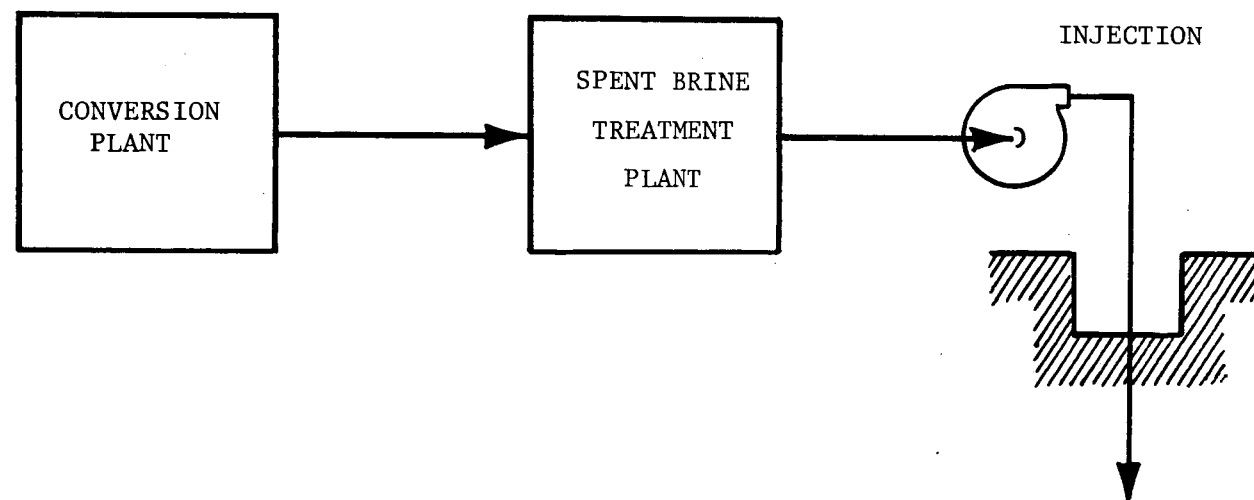 CONVERSION
PLANT
SPENT BRINE
TREATMENT
PLANT
INJECTION